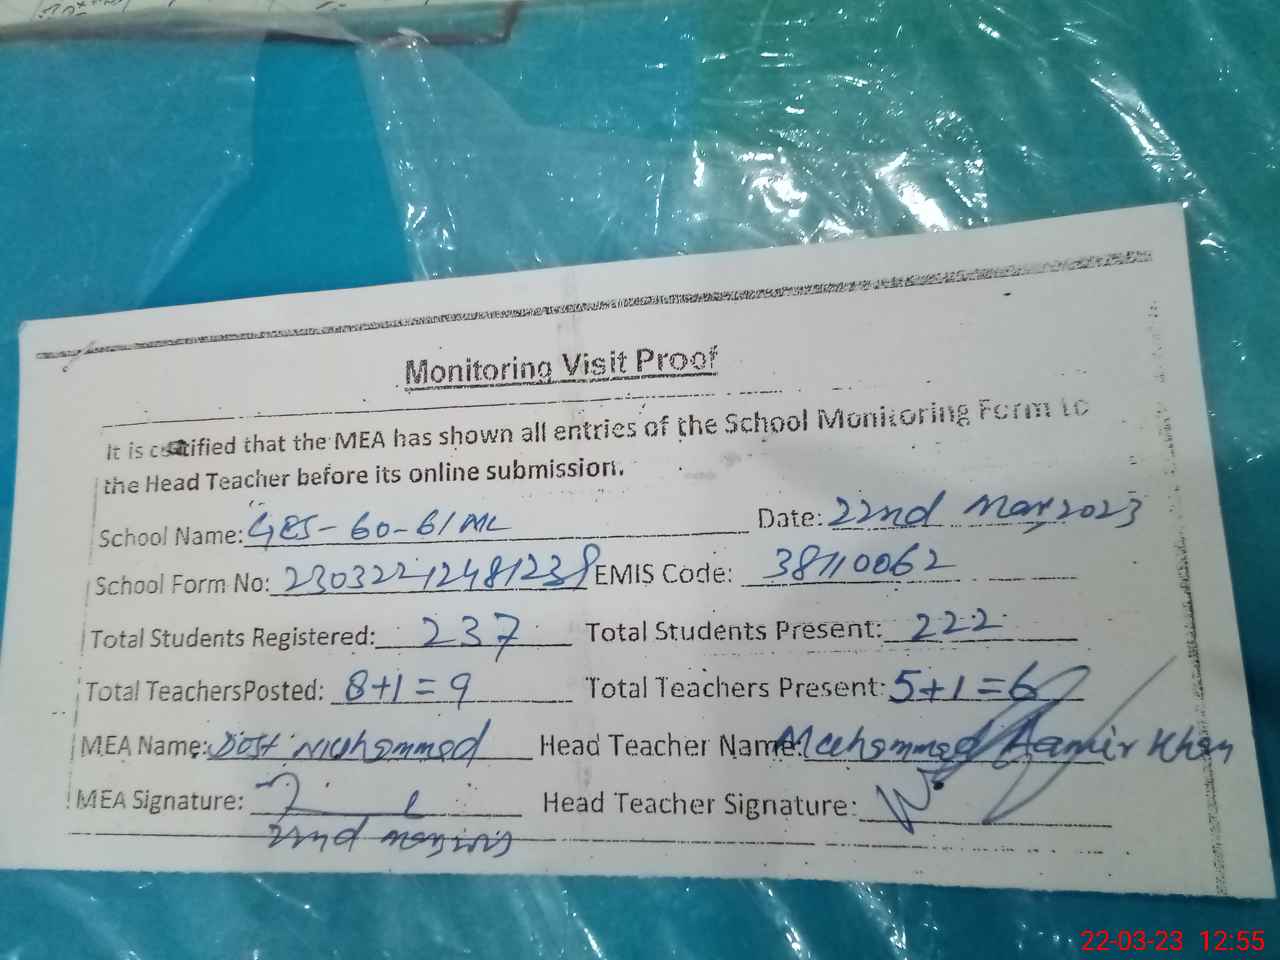 Monitoring Visit Proof
It is certified that the MEA has shown all entries of the School Monitoring Form to
the Head Teacher before its online submission.
School Name: GES-60-61ML Date: 22nd Mar, 2023
School Form No: 23032212481238 EMIS Code: 38110062
Total Students Registered: 237 Total Students Present: 222
Total TeachersPosted: 8+1=9 Total Teachers Present: 5+1=6
MEA Name: Dost Muhammad Head Teacher Name: Muhammad Aamir Khan
MEA Signature: Head Teacher Signature:
22nd
22-03-23 12:55